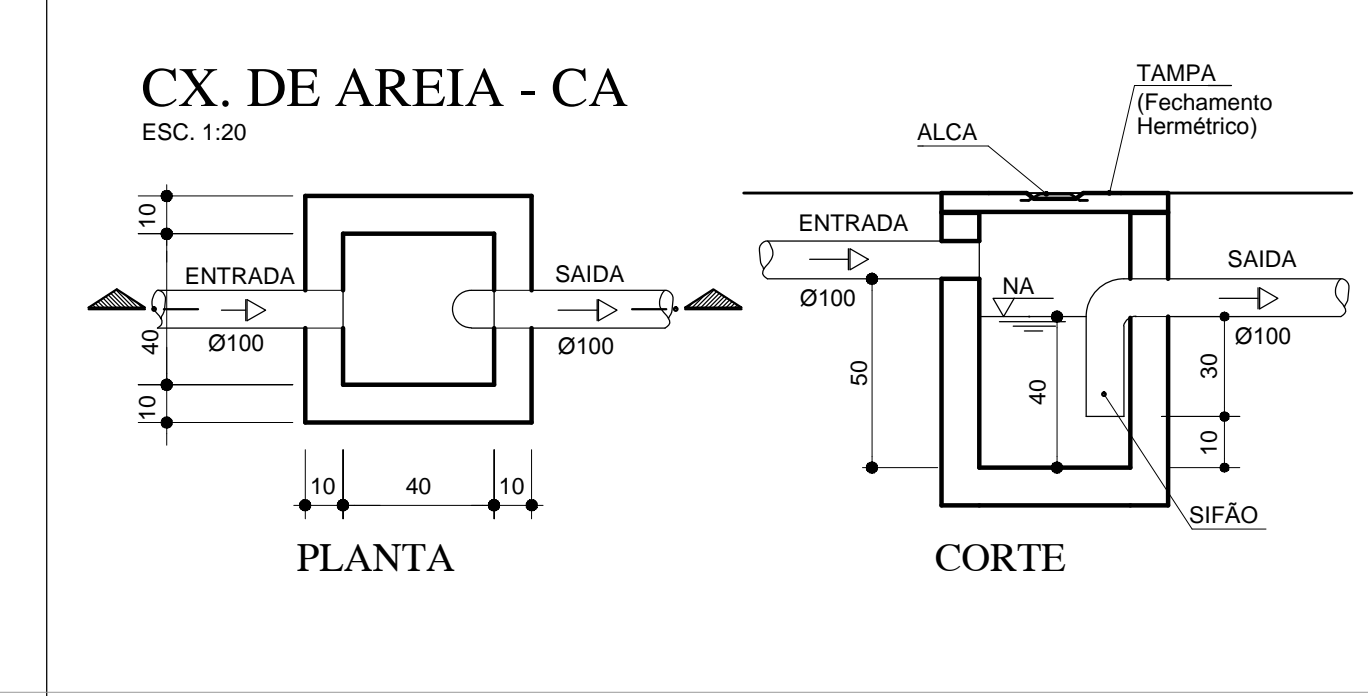 CX. DE AREIA - CA
ESC. 1:20
10
ENTRADA
SAIDA
40
Ø100
Ø100
10
10
40
10
PLANTA
TAMPA
(Fechamento
Hermétrico)
ALCA
ENTRADA
SAIDA
Ø100
NA
Ø100
50
40
30
10
SIFÃO
CORTE